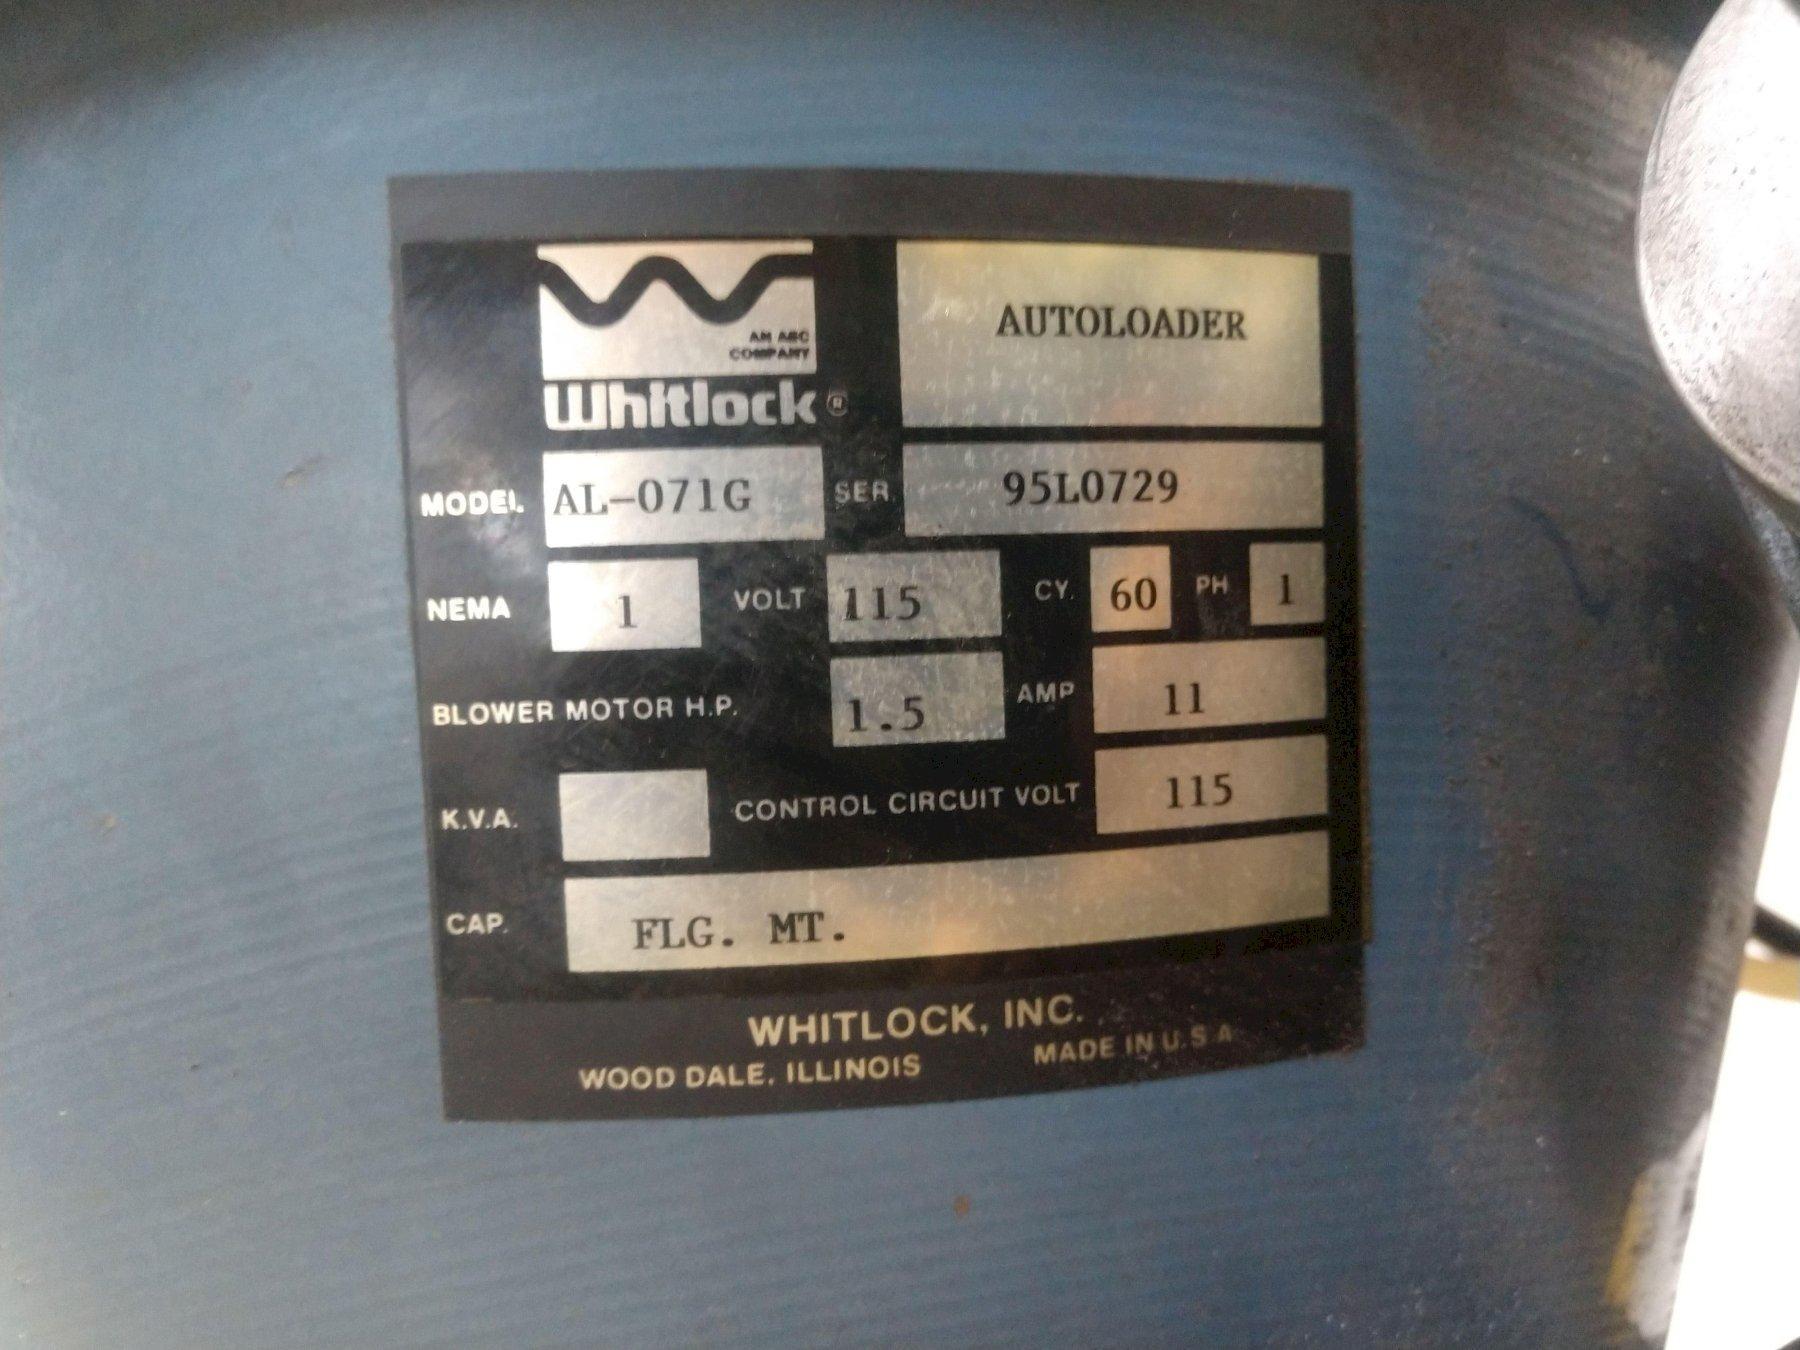 AN AEC
COMPANY
Whitlock®
AUTOLOADER
MODEL AL-071G SER. 95L0729
NEMA 1 VOLT 115 CY. 60 PH 1
BLOWER MOTOR H.P. 1.5 AMP 11
K.V.A. CONTROL CIRCUIT VOLT 115
CAP. FLG. MT.
WHITLOCK, INC.
WOOD DALE, ILLINOIS MADE IN U.S.A